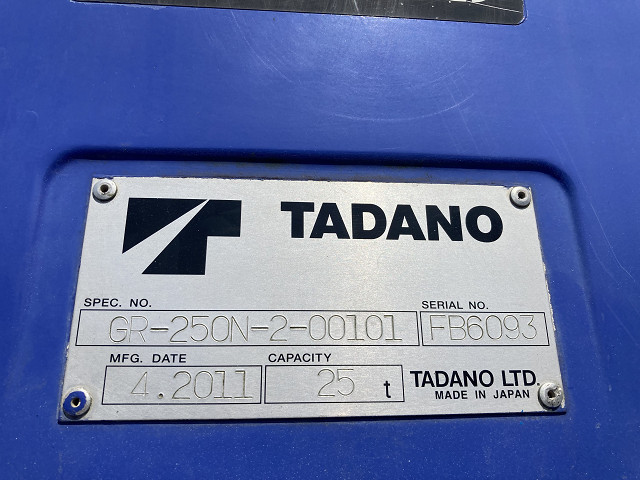 TADANO
SPEC. NO. SERIAL NO.
GR-250N-2-00101 FB6093
MFG. DATE CAPACITY
4.2011 25 t TADANO LTD.
MADE IN JAPAN